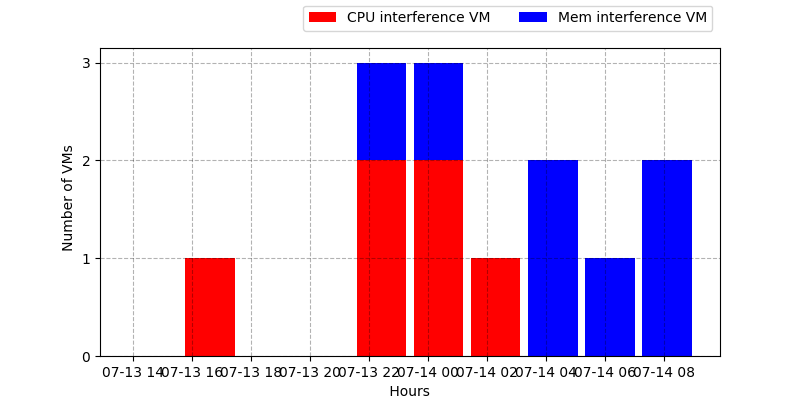 CPU interference VM Mem interference VM
3
2
1
0
Number of VMs
07-13 14 07-13 16 07-13 18 07-13 20 07-13 22 07-14 00 07-14 02 07-14 04 07-14 06 07-14 08
Hours